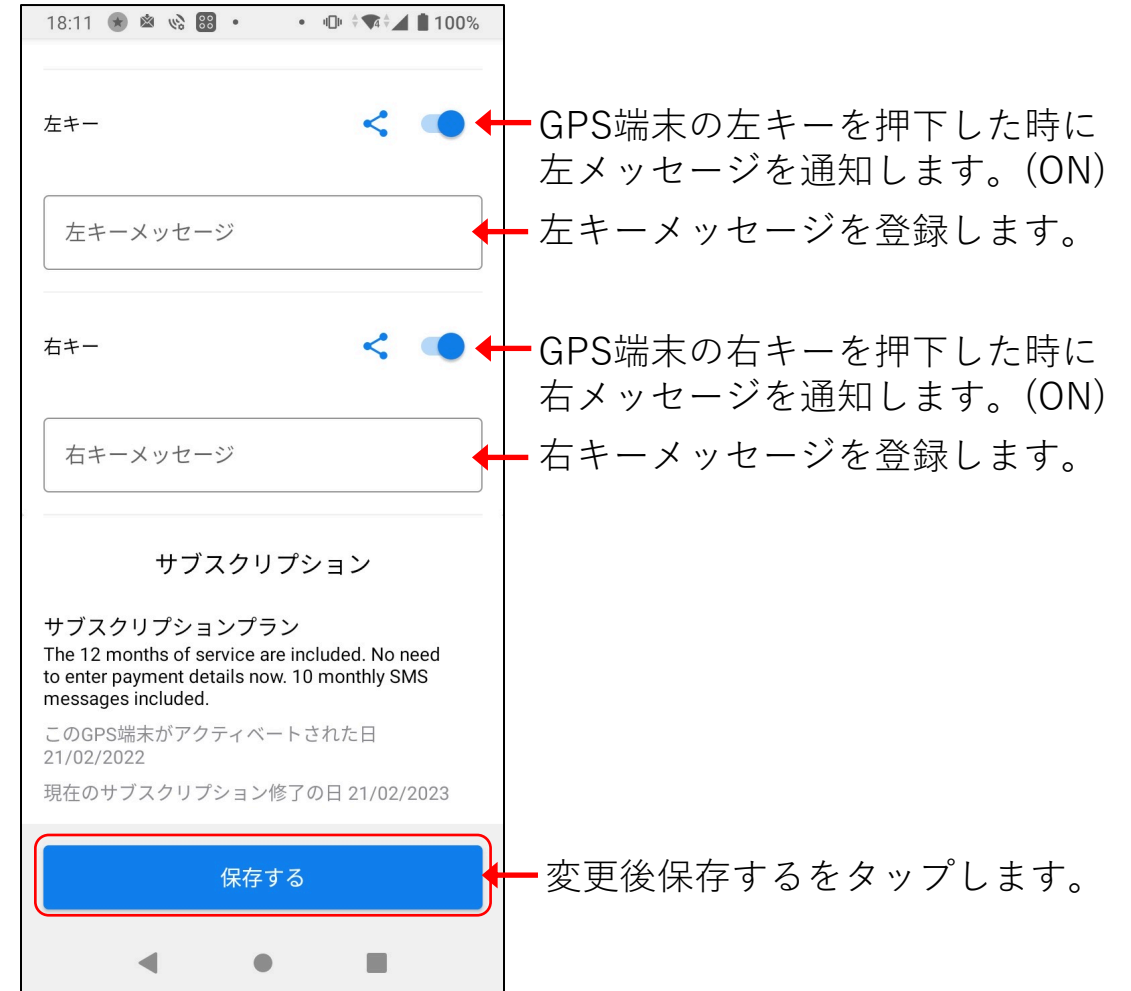 18:11
100%
左キー
GPS端末の左キーを押下した時に
左メッセージを通知します。(ON)
左キーメッセージ
左キーメッセージを登録します。
右キー
GPS端末の右キーを押下した時に
右メッセージを通知します。(ON)
右キーメッセージ
右キーメッセージを登録します。
サブスクリプション
サブスクリプションプラン
The 12 months of service are included. No need
to enter payment details now. 10 monthly SMS
messages included.
このGPS端末がアクティベートされた日
21/02/2022
現在のサブスクリプション修了の日 21/02/2023
保存する
変更後保存するをタップします。